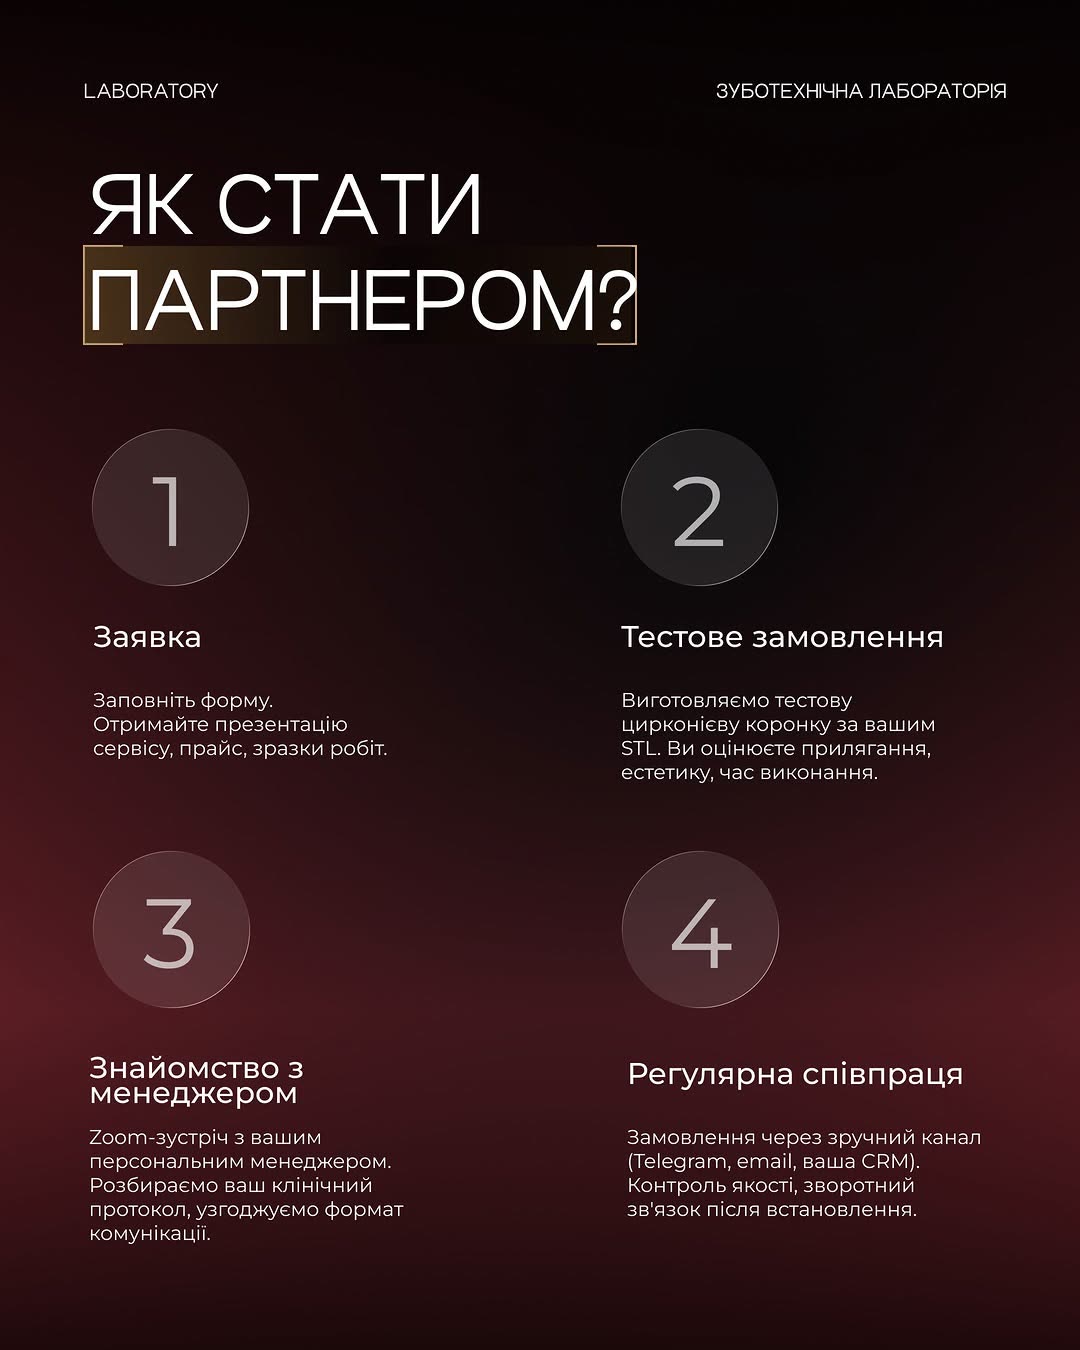 LABORATORY
ЗУБОТЕХНІЧНА ЛАБОРАТОРІЯ
ЯК СТАТИ
ПАРТНЕРОМ?
1
Заявка
Заповніть форму.
Отримайте презентацію
сервісу, прайс, зразки робіт.
2
Тестове замовлення
Виготовляємо тестову
цирконієву коронку за вашим
STL. Ви оцінюєте прилягання,
естетику, час виконання.
3
Знайомство з
менеджером
Zoom-зустріч з вашим
персональним менеджером.
Розбираємо ваш клінічний
протокол, узгоджуємо формат
комунікації.
4
Регулярна співпраця
Замовлення через зручний канал
(Telegram, email, ваша CRM).
Контроль якості, зворотний
зв'язок після встановлення.